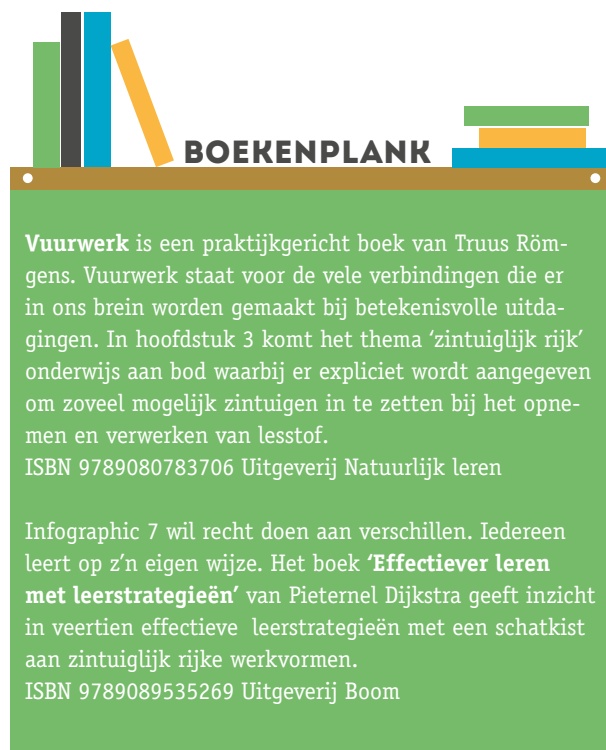 BOEKENPLANK
Vuurwerk is een praktijkgericht boek van Truus Röm-
gens. Vuurwerk staat voor de vele verbindingen die er
in ons brein worden gemaakt bij betekenisvolle uitda-
gingen. In hoofdstuk 3 komt het thema ‘zintuiglijk rijk’
onderwijs aan bod waarbij er expliciet wordt aangegeven
om zoveel mogelijk zintuigen in te zetten bij het opne-
men en verwerken van lesstof.
ISBN 9789080783706 Uitgeverij Natuurlijk leren
Infographic 7 wil recht doen aan verschillen. Iedereen
leert op z’n eigen wijze. Het boek ‘Effectiever leren
met leerstrategieën’ van Pieternel Dijkstra geeft inzicht
in veertien effectieve leerstrategieën met een schatkist
aan zintuiglijk rijke werkvormen.
ISBN 9789089535269 Uitgeverij Boom